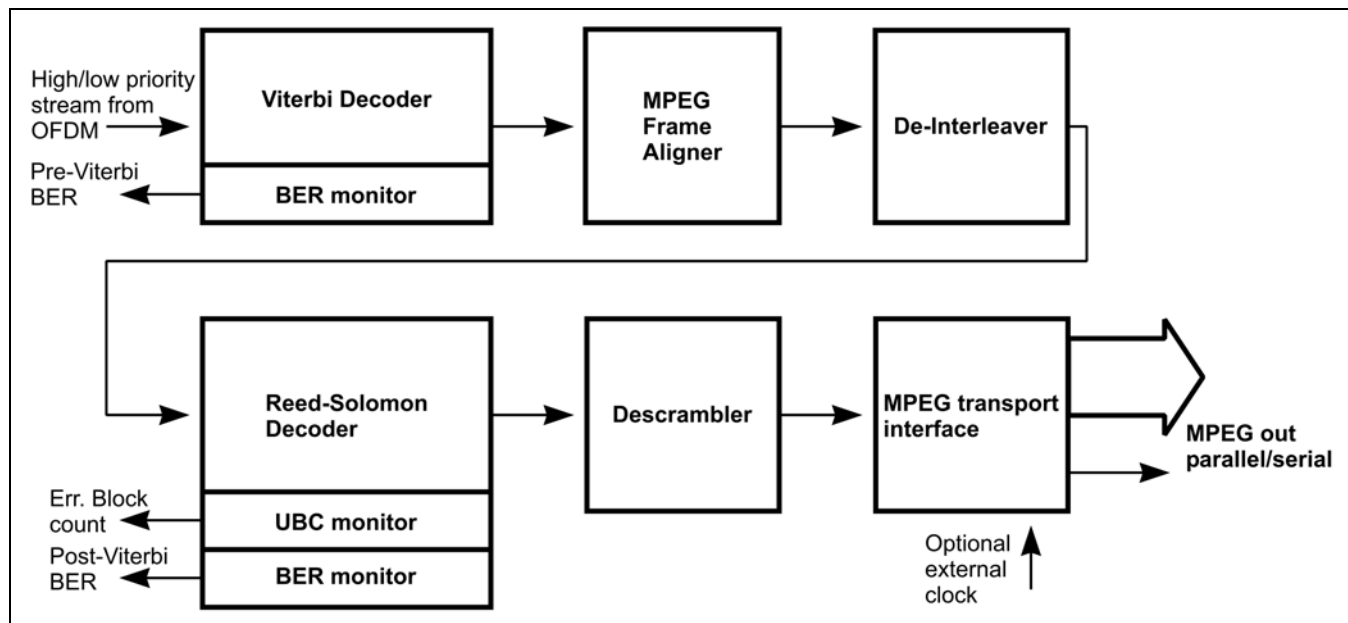 High/low priority
stream from
OFDM
Viterbi Decoder
MPEG
Frame
Aligner
De-Interleaver
Pre-Viterbi
BER
BER monitor
Reed-Solomon
Decoder
Descrambler
MPEG transport
interface
MPEG out
parallel/serial
Err. Block
count
UBC monitor
Post-Viterbi
BER
BER monitor
Optional
external
clock